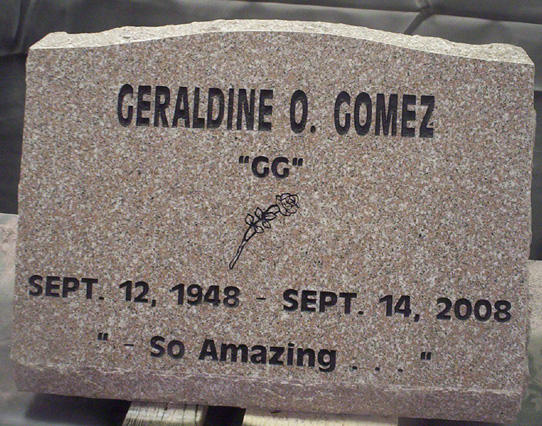 GERALDINE O. GOMEZ
"GG"
SEPT. 12, 1948 - SEPT. 14, 2008
" - So Amazing . . . "